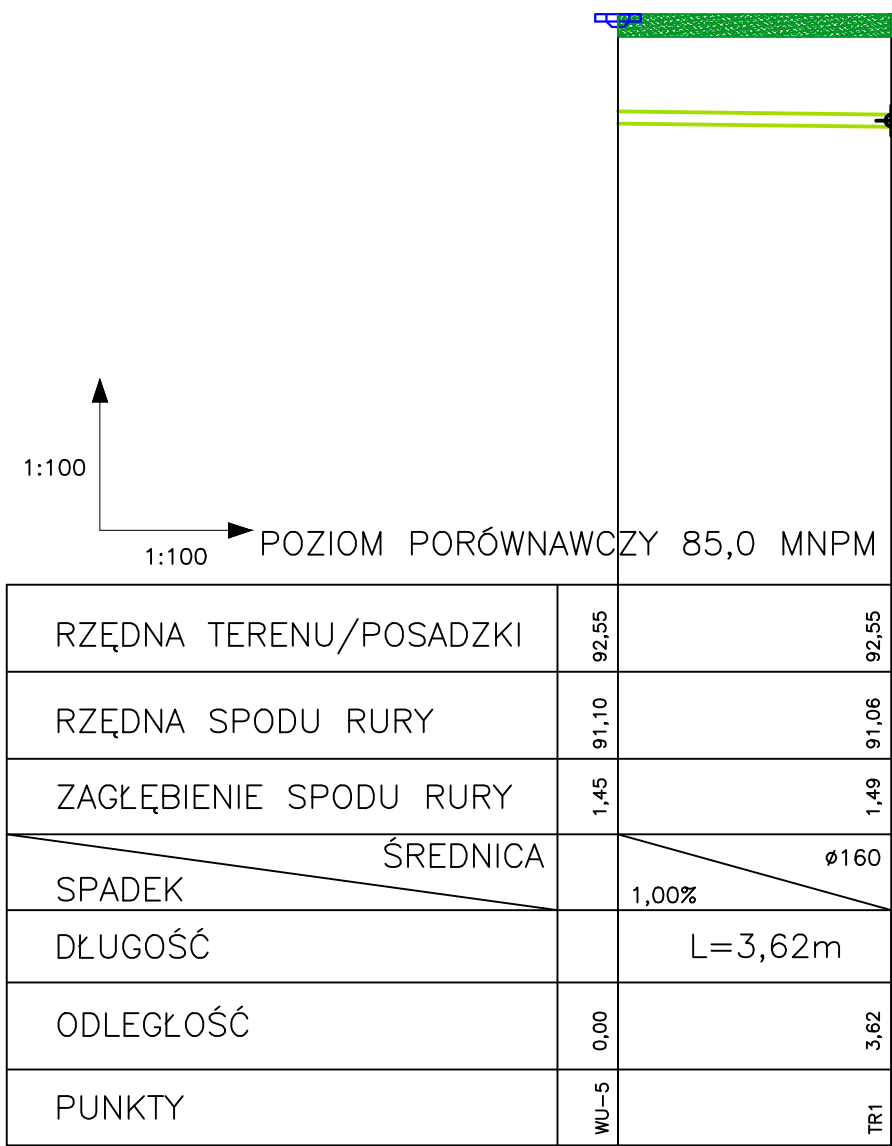 1:100
1:100
POZIOM PORÓWNAWCZY 85,0 MNPM
RZĘDNA TERENU/POSADZKI 92,55 92,55
RZĘDNA SPODU RURY 91,10 91,06
ZAGŁĘBIENIE SPODU RURY 1,45 1,49
ŚREDNICA ø160
SPADEK 1,00%
DŁUGOŚĆ L=3,62m
ODLEGŁOŚĆ 0,00 3,62
PUNKTY WU-5 TR1